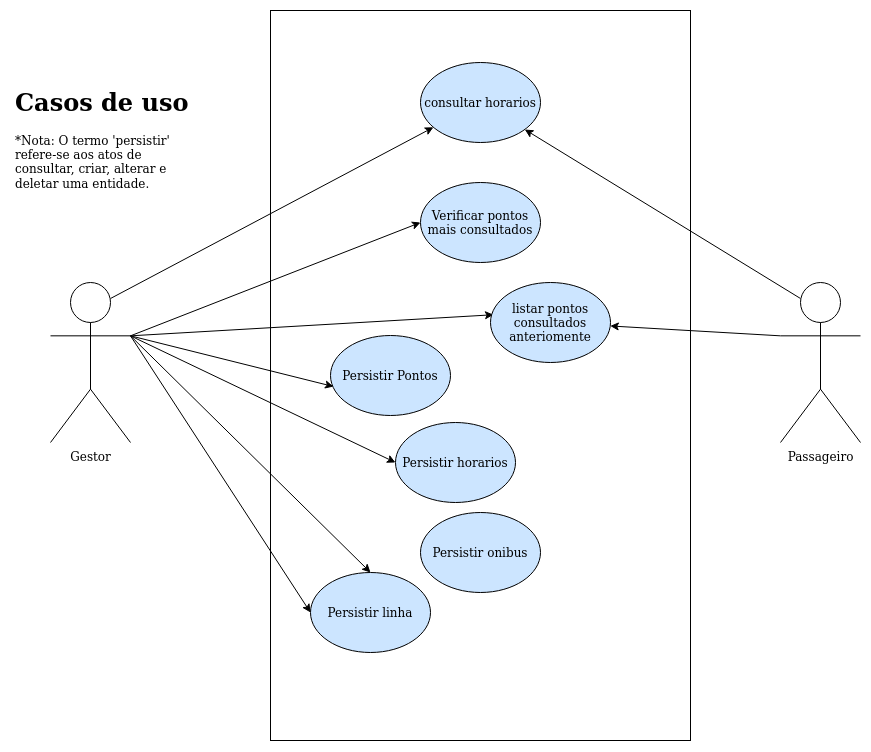 Casos de uso
*Nota: O termo 'persistir'
refere-se aos atos de
consultar, criar, alterar e
deletar uma entidade.
consultar horarios
Verificar pontos
mais consultados
listar pontos
consultados
anteriomente
Persistir Pontos
Persistir horarios
Persistir onibus
Persistir linha
Gestor
Passageiro